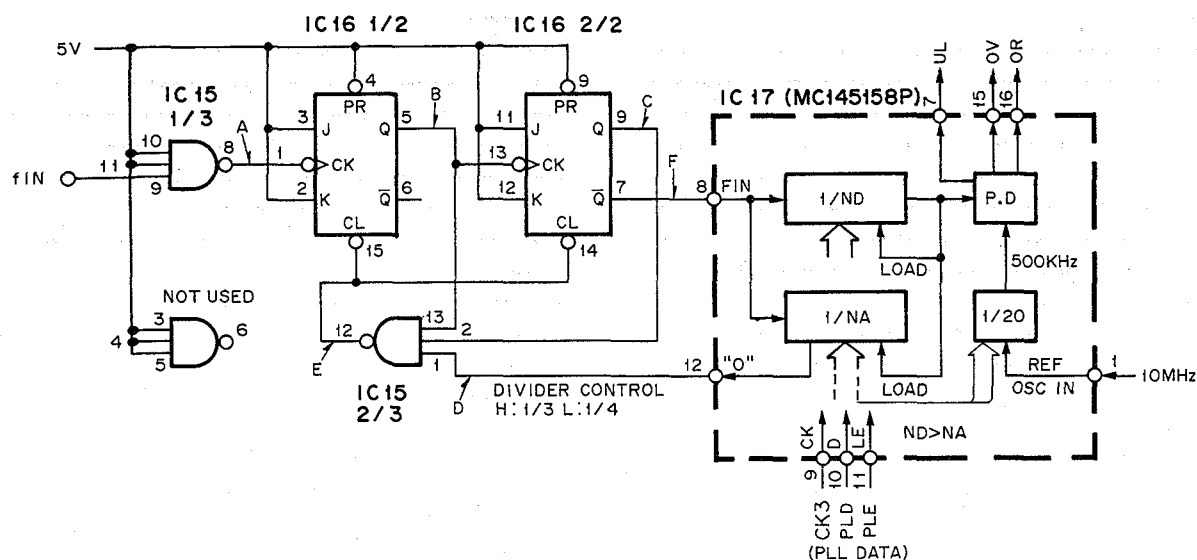 IC16 1/2
IC16 2/2
5V
4
9
PR
PR
IC15
1/3
A
B
C
3 J Q 5
11 J Q 9
10
11
9
8
1 CK
13 CK
fIN
2 K Q̅ 6
12 K Q̅ 7
F
CL
CL
15
14
NOT USED
3
4
5
6
12
13
2
1
E
IC15
2/3
D
DIVIDER CONTROL
H:1/3 L:1/4
UL
OV
OR
7
15
16
IC17 (MC145158P)
8 FIN
1/ND
P.D
LOAD
500KHz
1/NA
1/20
12 "O"
LOAD
REF
OSC IN
1
10MHz
CK
D
LE
ND>NA
9
10
11
CK3
PLD
PLE
(PLL DATA)